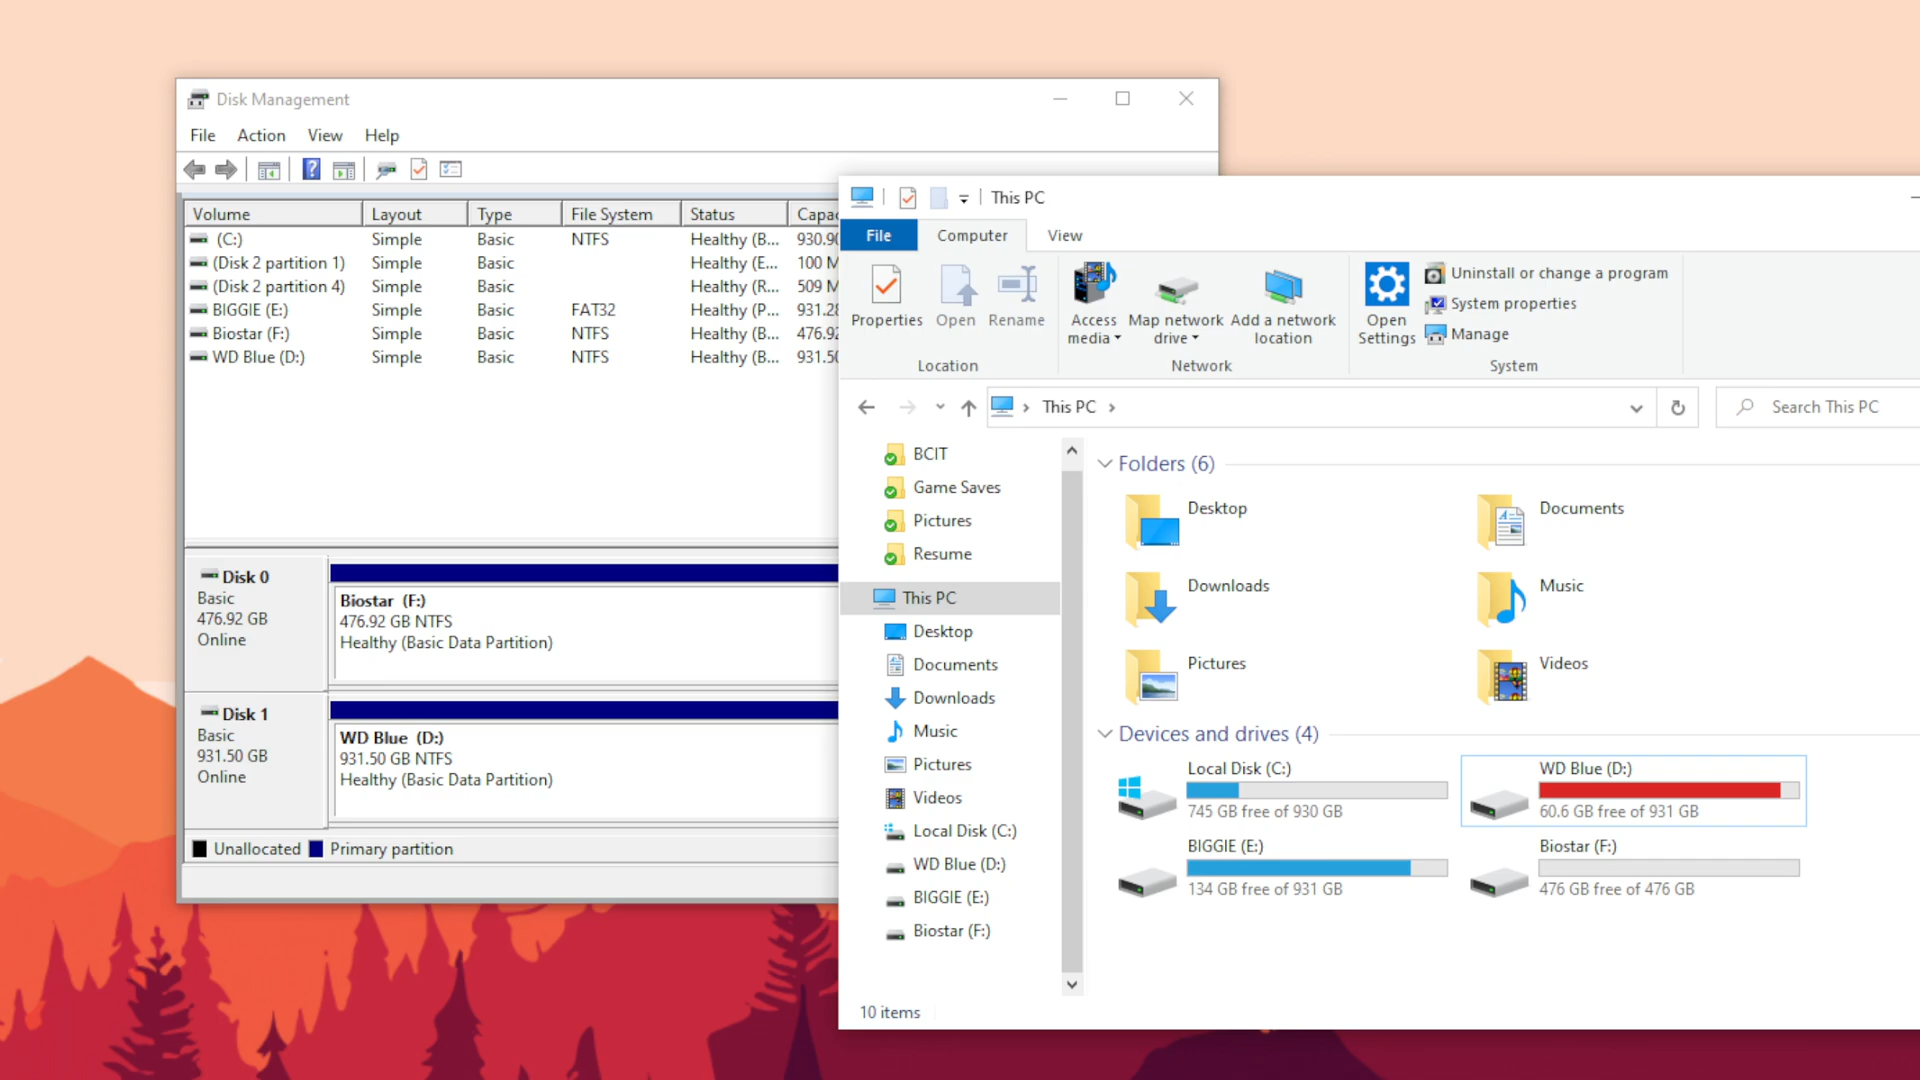 Disk Management
File Action View Help
Volume Layout Type File System Status Capac
(C:) Simple Basic NTFS Healthy (B... 930.90
(Disk 2 partition 1) Simple Basic Healthy (E... 100 M
(Disk 2 partition 4) Simple Basic Healthy (R... 509 M
BIGGIE (E:) Simple Basic FAT32 Healthy (P... 931.28
Biostar (F:) Simple Basic NTFS Healthy (B... 476.92
WD Blue (D:) Simple Basic NTFS Healthy (B... 931.50
Disk 0
Basic
476.92 GB
Online
Biostar (F:)
476.92 GB NTFS
Healthy (Basic Data Partition)
Disk 1
Basic
931.50 GB
Online
WD Blue (D:)
931.50 GB NTFS
Healthy (Basic Data Partition)
Unallocated Primary partition
This PC
File Computer View
Properties Open Rename
Location
Access media
Map network drive
Add a network location
Network
Open Settings
Uninstall or change a program
System properties
Manage
System
This PC
Search This PC
BCIT
Game Saves
Pictures
Resume
This PC
Desktop
Documents
Downloads
Music
Pictures
Videos
Local Disk (C:)
WD Blue (D:)
BIGGIE (E:)
Biostar (F:)
Folders (6)
Desktop
Documents
Downloads
Music
Pictures
Videos
Devices and drives (4)
Local Disk (C:)
745 GB free of 930 GB
WD Blue (D:)
60.6 GB free of 931 GB
BIGGIE (E:)
134 GB free of 931 GB
Biostar (F:)
476 GB free of 476 GB
10 items